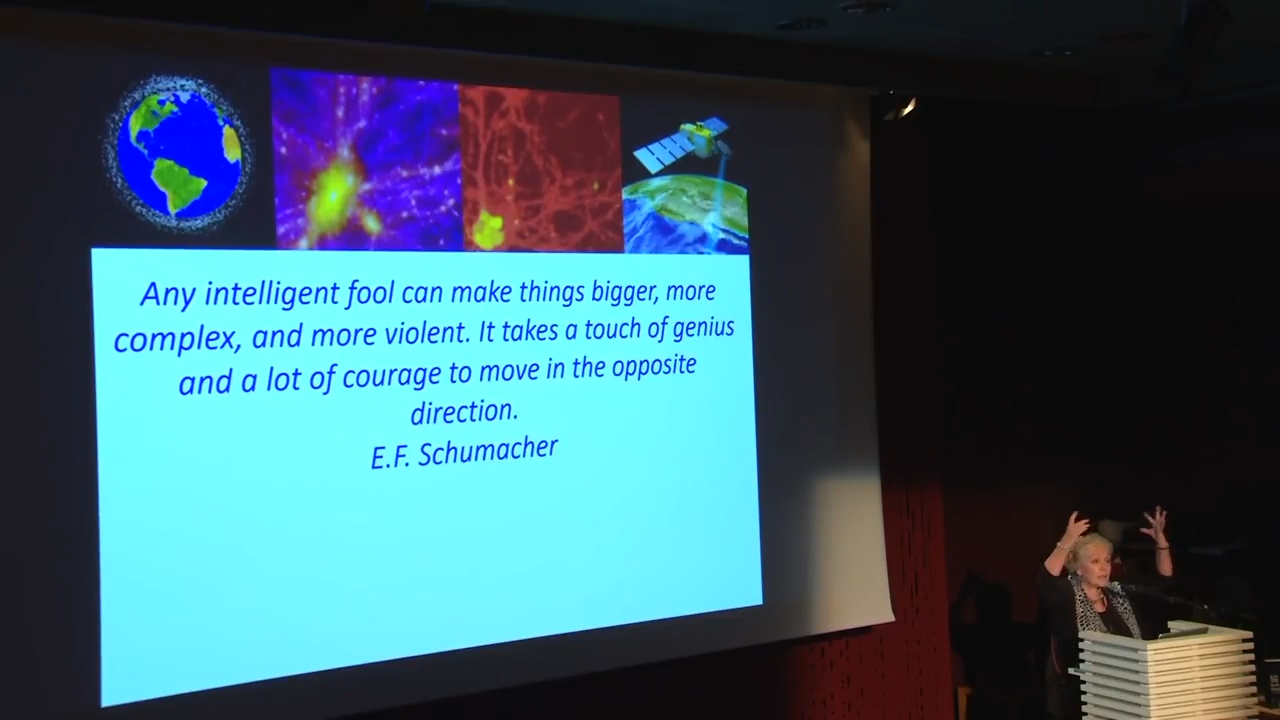 Any intelligent fool can make things bigger, more
complex, and more violent. It takes a touch of genius
and a lot of courage to move in the opposite
direction.
E.F. Schumacher